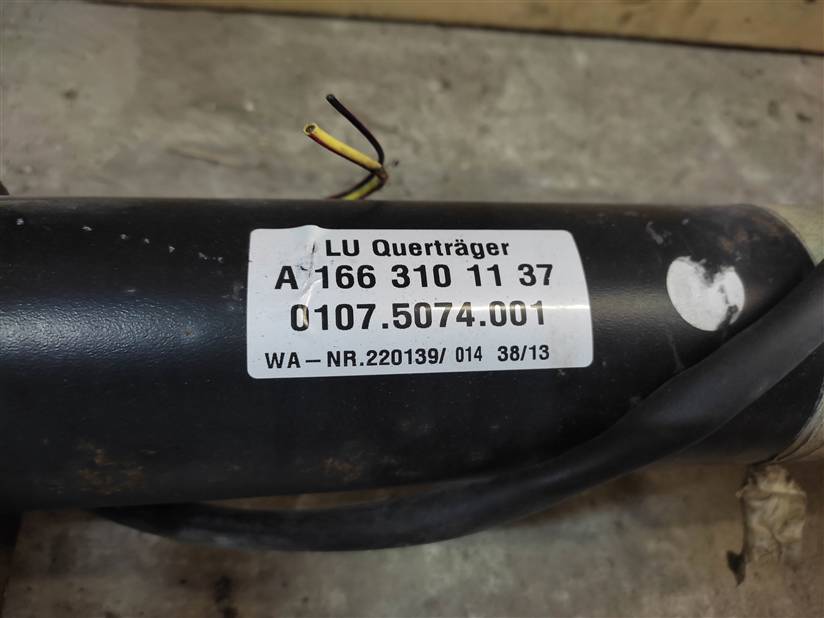 LU Querträger
A 166 310 11 37
0107.5074.001
WA-NR.220139/ 014 38/13